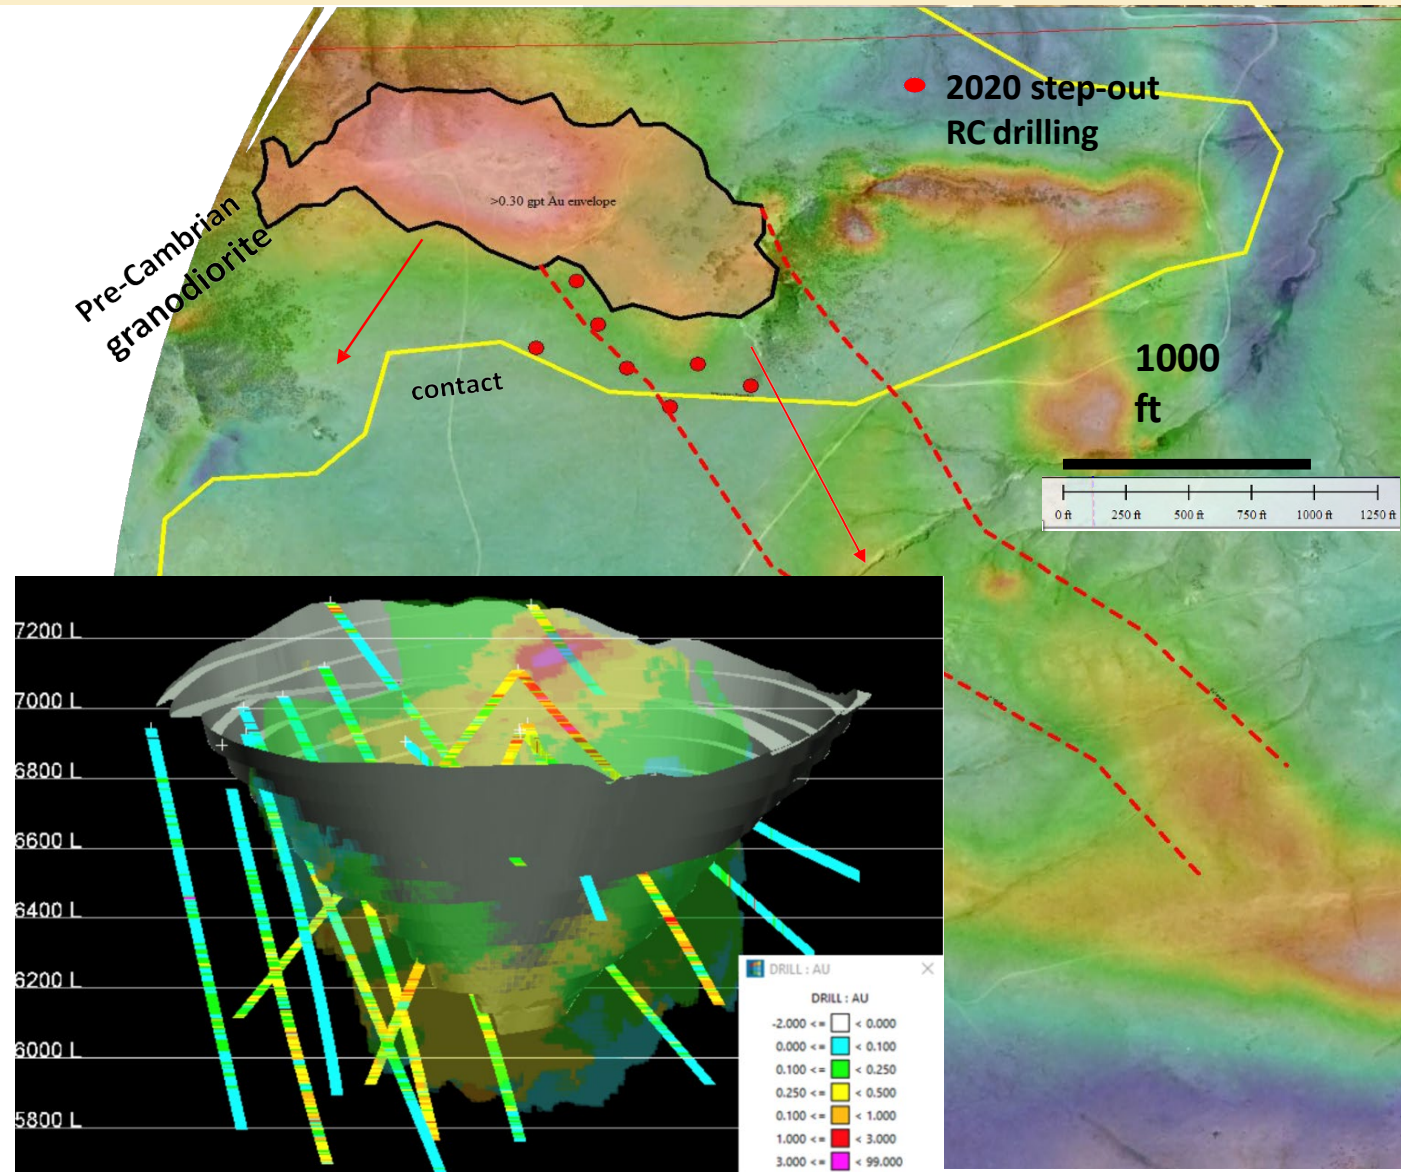 2020 step-out
RC drilling
>0.30 gpt Au envelope
Pre-Cambrian
granodiorite
contact
1000
ft
0 ft 250 ft 500 ft 750 ft 1000 ft 1250 ft
7200 L
7000 L
6800 L
6600 L
6400 L
6200 L
6000 L
5800 L
DRILL : AU
DRILL : AU
-2.000 <= < 0.000
0.000 <= < 0.100
0.100 <= < 0.250
0.250 <= < 0.500
0.100 <= < 1.000
1.000 <= < 3.000
3.000 <= < 99.000